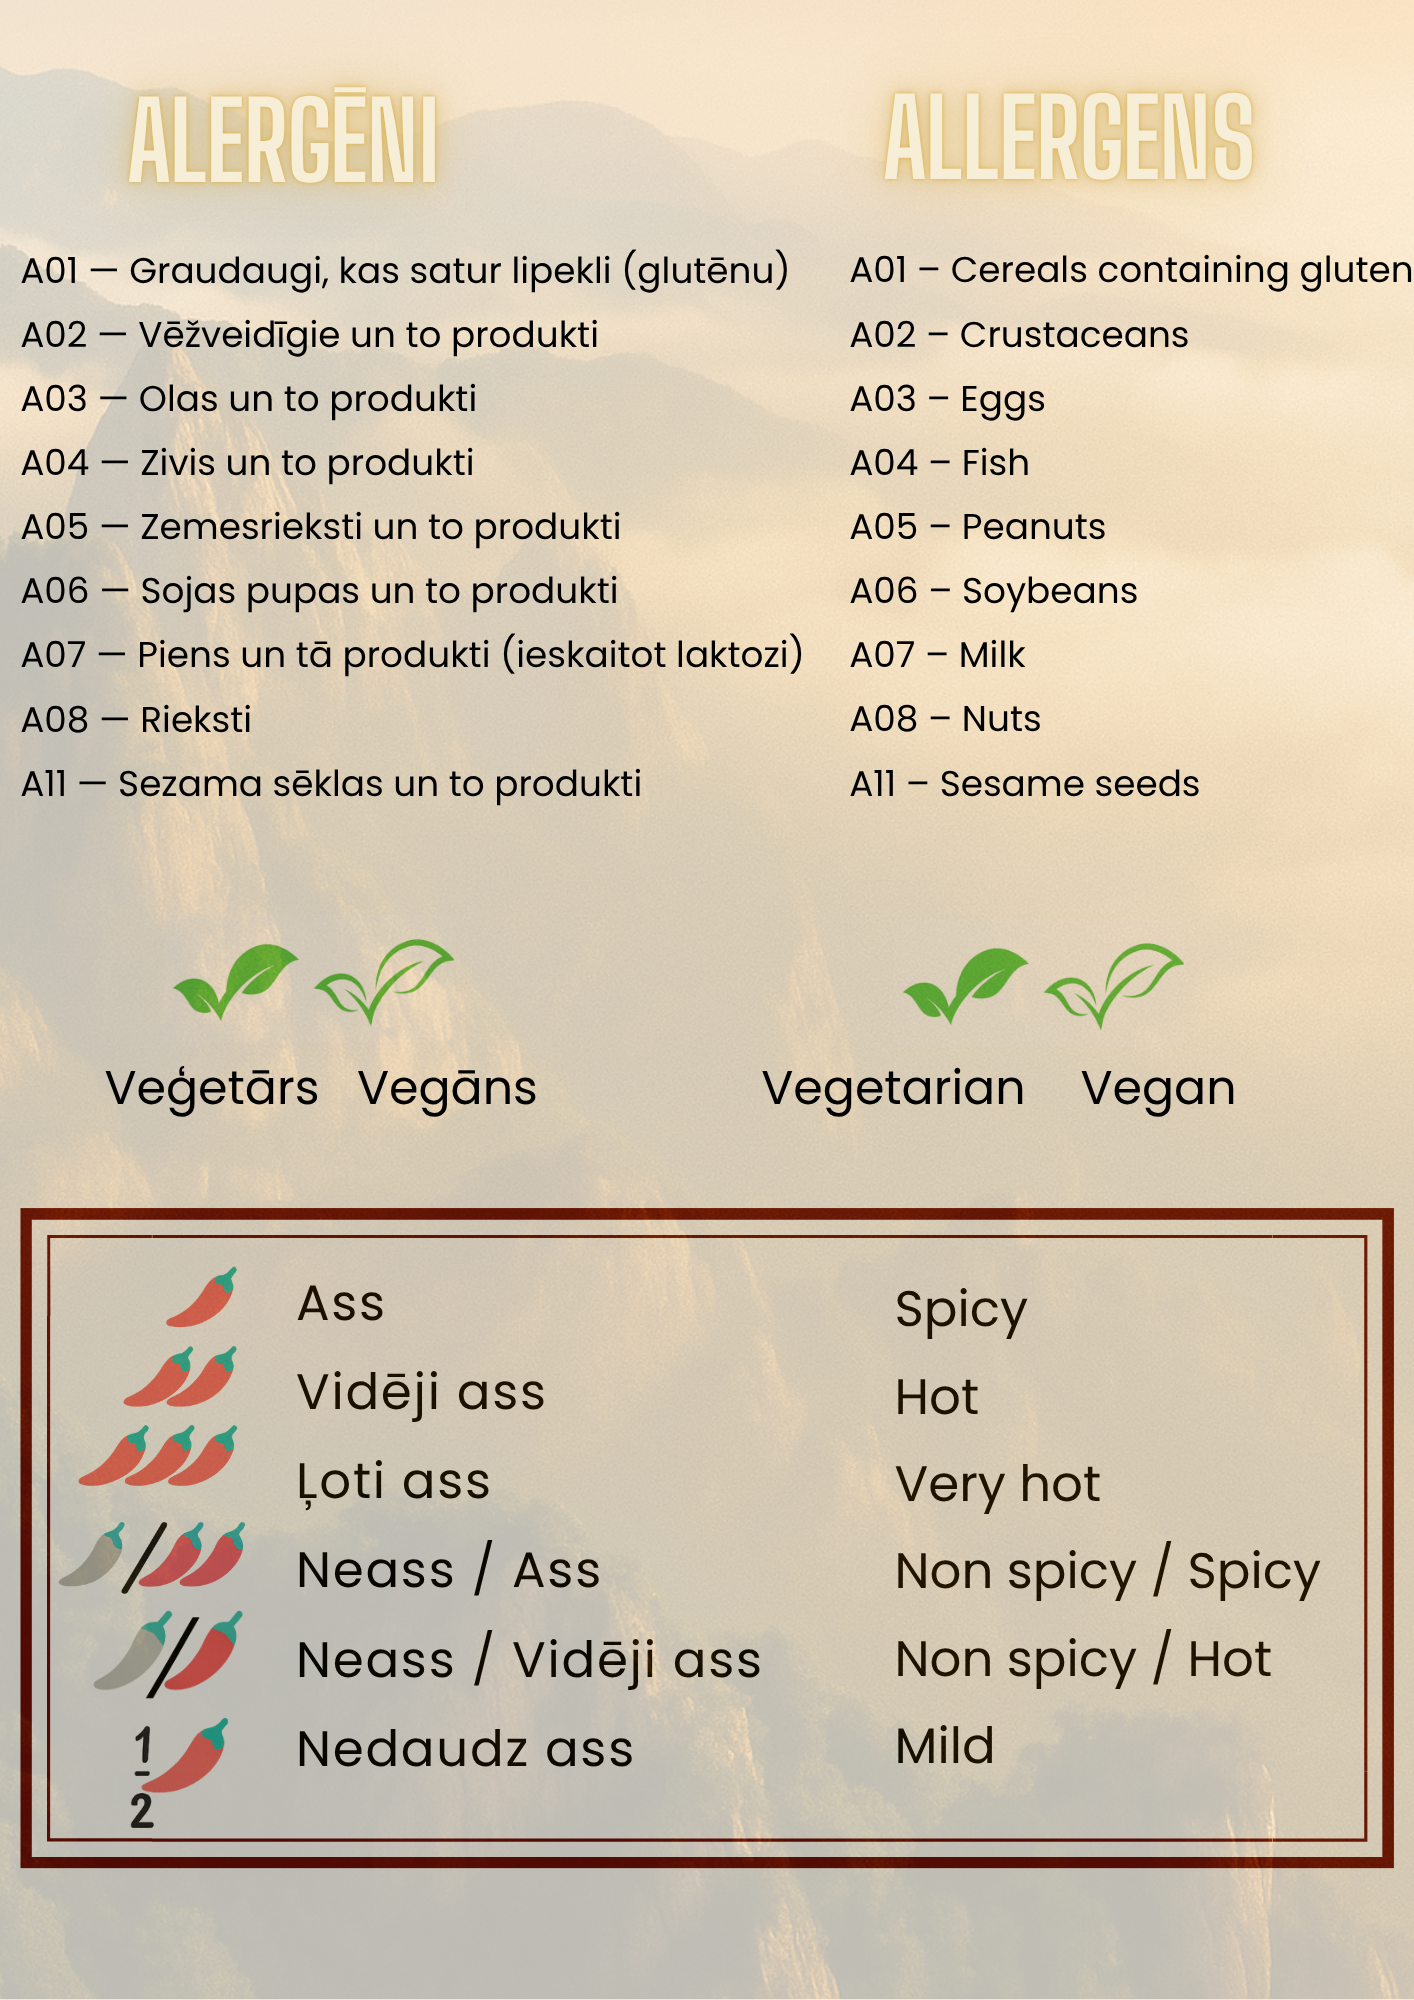 ALERGĒNI
A01 — Graudaugi, kas satur lipekli (glutēnu)
A02 — Vēžveidīgie un to produkti
A03 — Olas un to produkti
A04 — Zivis un to produkti
A05 — Zemesrieksti un to produkti
A06 — Sojas pupas un to produkti
A07 — Piens un tā produkti (ieskaitot laktozi)
A08 — Rieksti
A11 — Sezama sēklas un to produkti
ALLERGENS
A01 – Cereals containing gluten
A02 – Crustaceans
A03 – Eggs
A04 – Fish
A05 – Peanuts
A06 – Soybeans
A07 – Milk
A08 – Nuts
A11 – Sesame seeds
Veģetārs Vegāns
Vegetarian Vegan
Ass
Vidēji ass
Ļoti ass
/ Neass / Ass
/ Neass / Vidēji ass
1/2 Nedaudz ass
Spicy
Hot
Very hot
Non spicy / Spicy
Non spicy / Hot
Mild